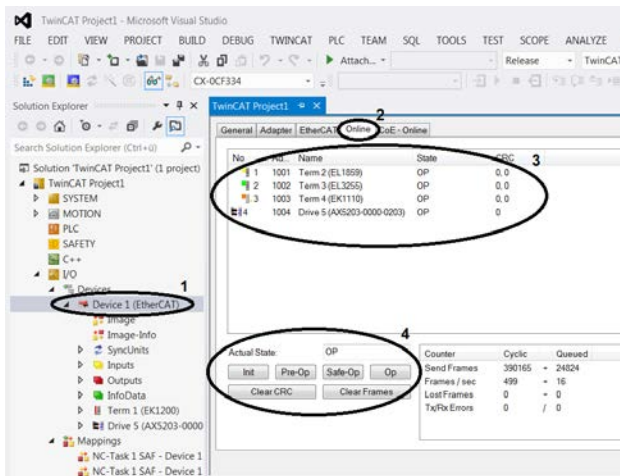 TwinCAT Project1 - Microsoft Visual Studio
FILE EDIT VIEW PROJECT BUILD DEBUG TWINCAT PLC TEAM SQL TOOLS TEST SCOPE ANALYZE
Attach... Release TwinCAT
CX-0CF334
Solution Explorer
Search Solution Explorer (Ctrl+ü)
Solution 'TwinCAT Project1' (1 project)
TwinCAT Project1
SYSTEM
MOTION
PLC
SAFETY
C++
I/O
Devices
1
Device 1 (EtherCAT)
Image
Image-Info
SyncUnits
Inputs
Outputs
InfoData
Term 1 (EK1200)
Drive 5 (AX5203-0000
Mappings
NC-Task 1 SAF - Device 1
NC-Task 1 SAF - Device 1
TwinCAT Project1
2
General Adapter EtherCAT Online CoE - Online
No Ad... Name State CRC
3
1 1001 Term 2 (EL1859) OP 0, 0
2 1002 Term 3 (EL3255) OP 0, 0
3 1003 Term 4 (EK1110) OP 0, 0
4 1004 Drive 5 (AX5203-0000-0203) OP 0
4
Actual State: OP
Init Pre-Op Safe-Op Op
Clear CRC Clear Frames
Counter Cyclic Queued
Send Frames 390165 + 24824
Frames / sec 499 + 16
Lost Frames 0 + 0
Tx/Rx Errors 0 / 0